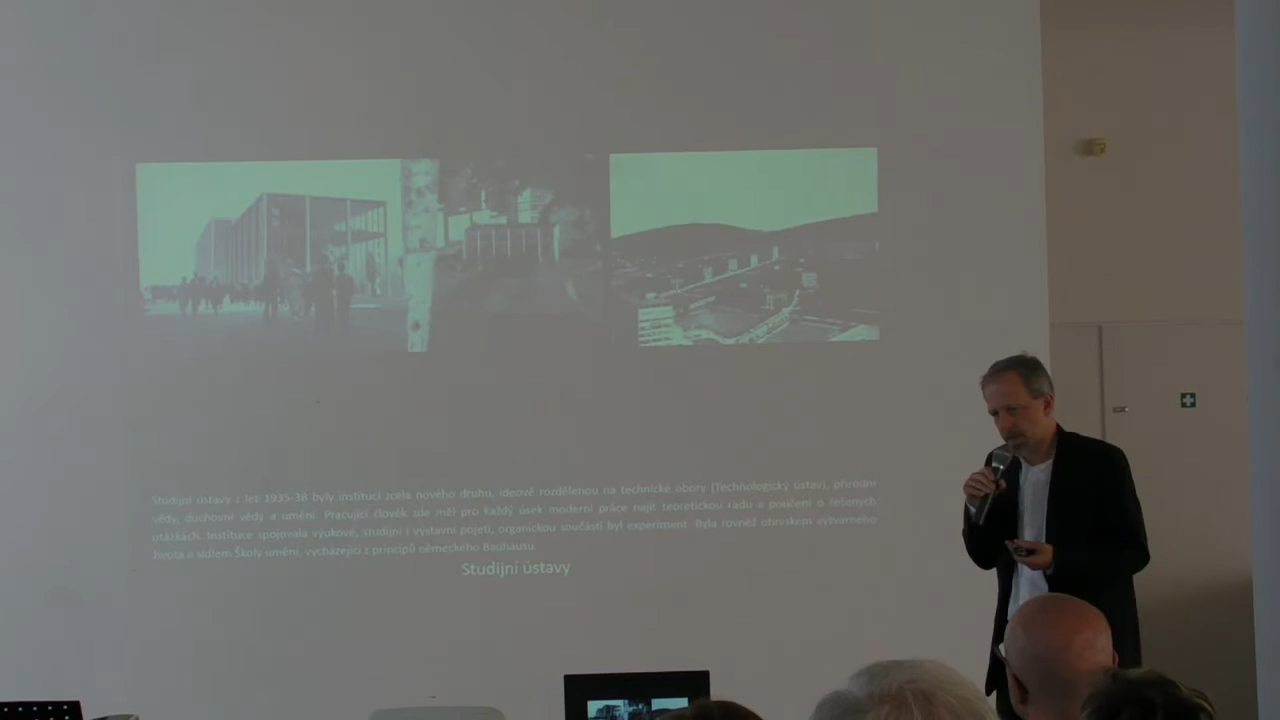 Studijní ústavy z let 1935-38 byly institucí zcela nového druhu, ideově rozdělenou na technické obory (Technologický ústav), přírodní
vědy, duchovní vědy a umění. Pracující člověk zde měl pro každý úsek moderní práce najít teoretickou radu a poučení o řešených
otázkách. Instituce spojovala výukové, studijní i výstavní pojetí, organickou součástí byl experiment. Byla rovněž ohniskem výtvarného
života a sídlem Školy umění, vycházející z principů německého Bauhausu.
Studijní ústavy